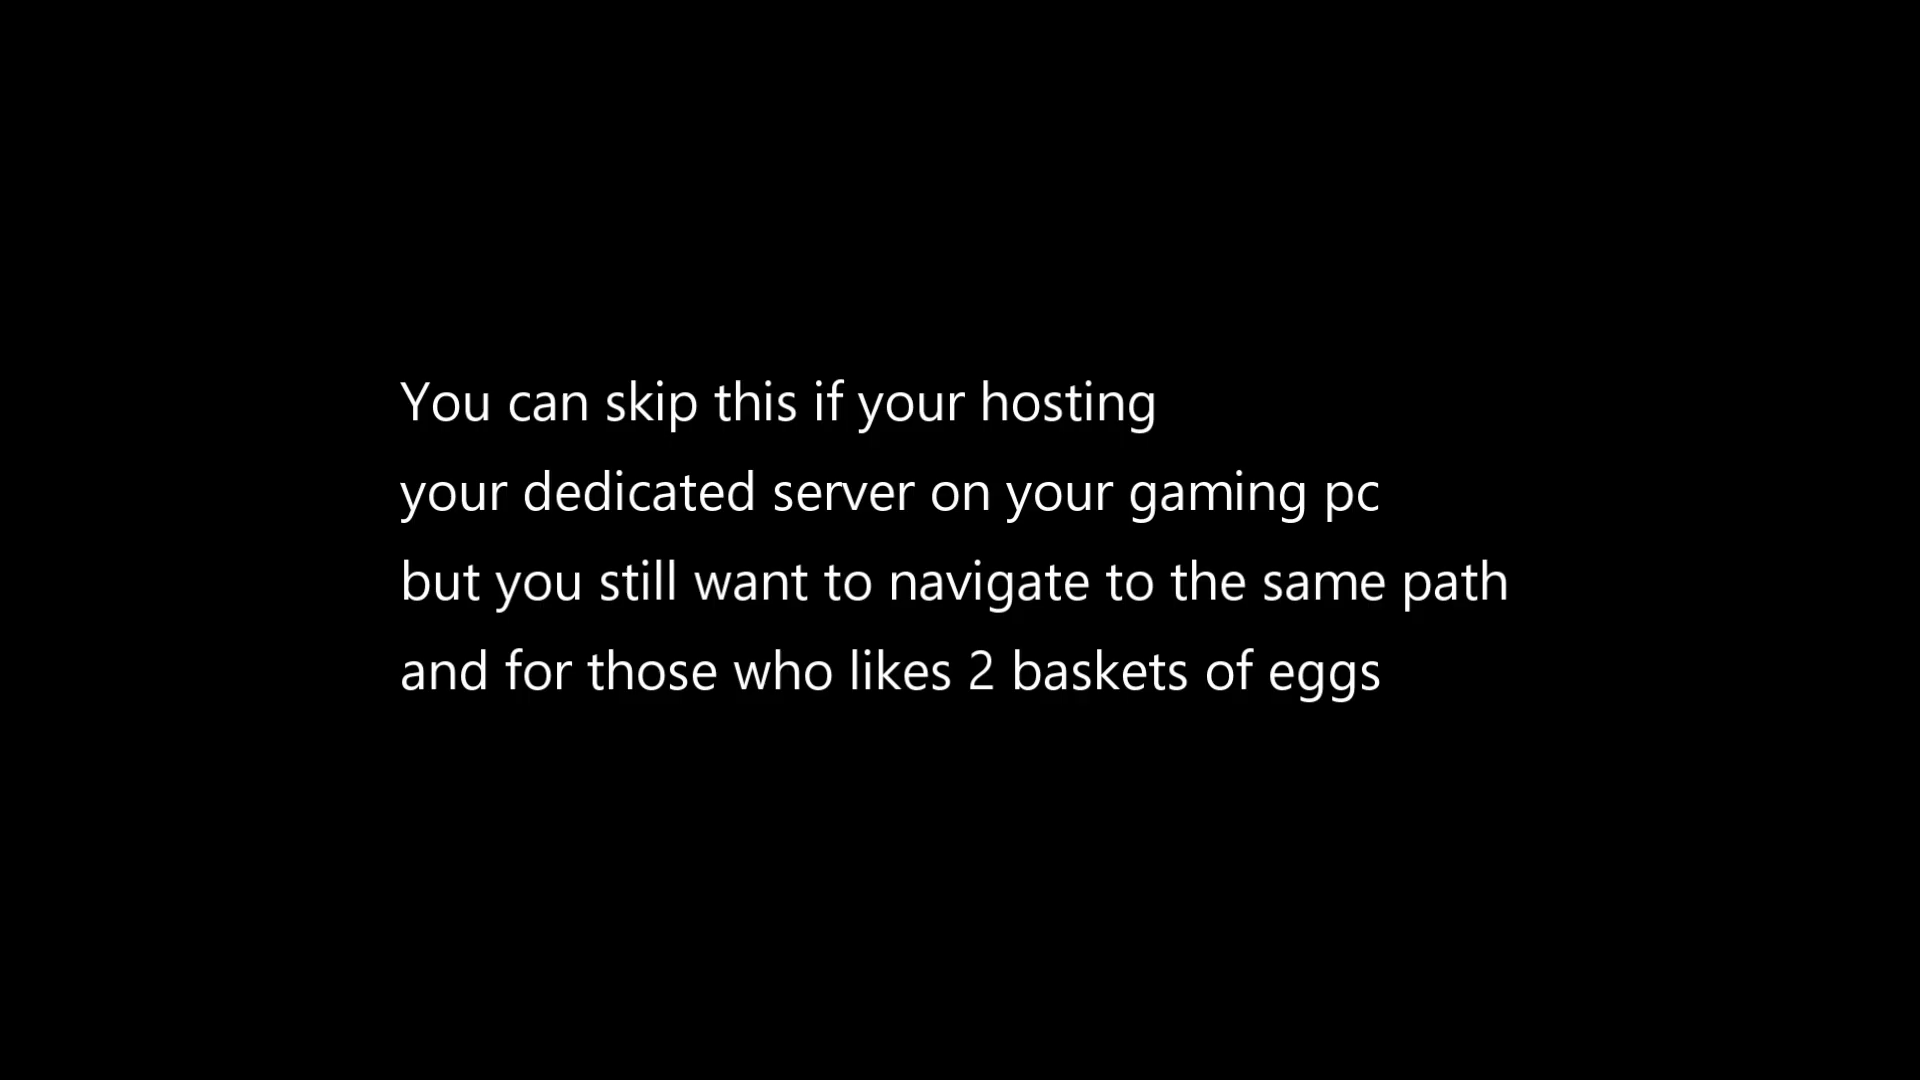 You can skip this if your hosting
your dedicated server on your gaming pc
but you still want to navigate to the same path
and for those who likes 2 baskets of eggs